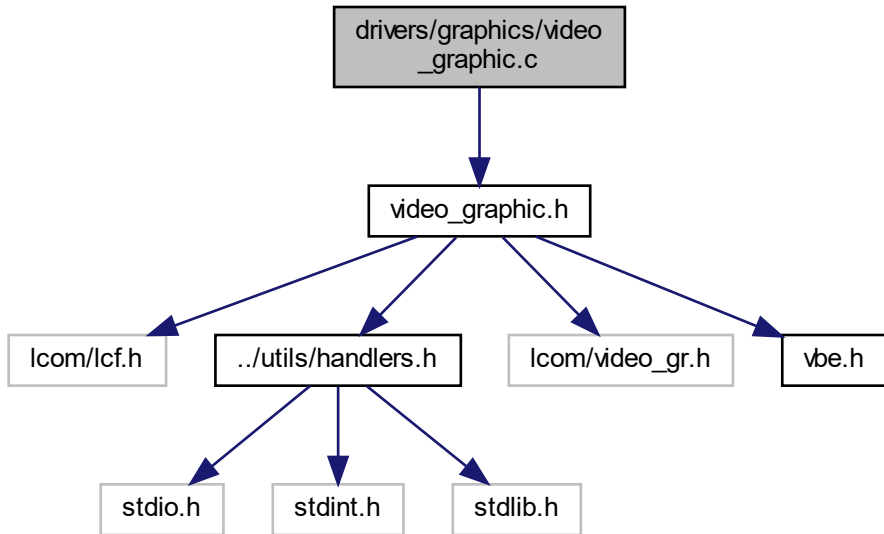 drivers/graphics/video
_graphic.c
video_graphic.h
lcom/lcf.h
../utils/handlers.h
lcom/video_gr.h
vbe.h
stdio.h
stdint.h
stdlib.h